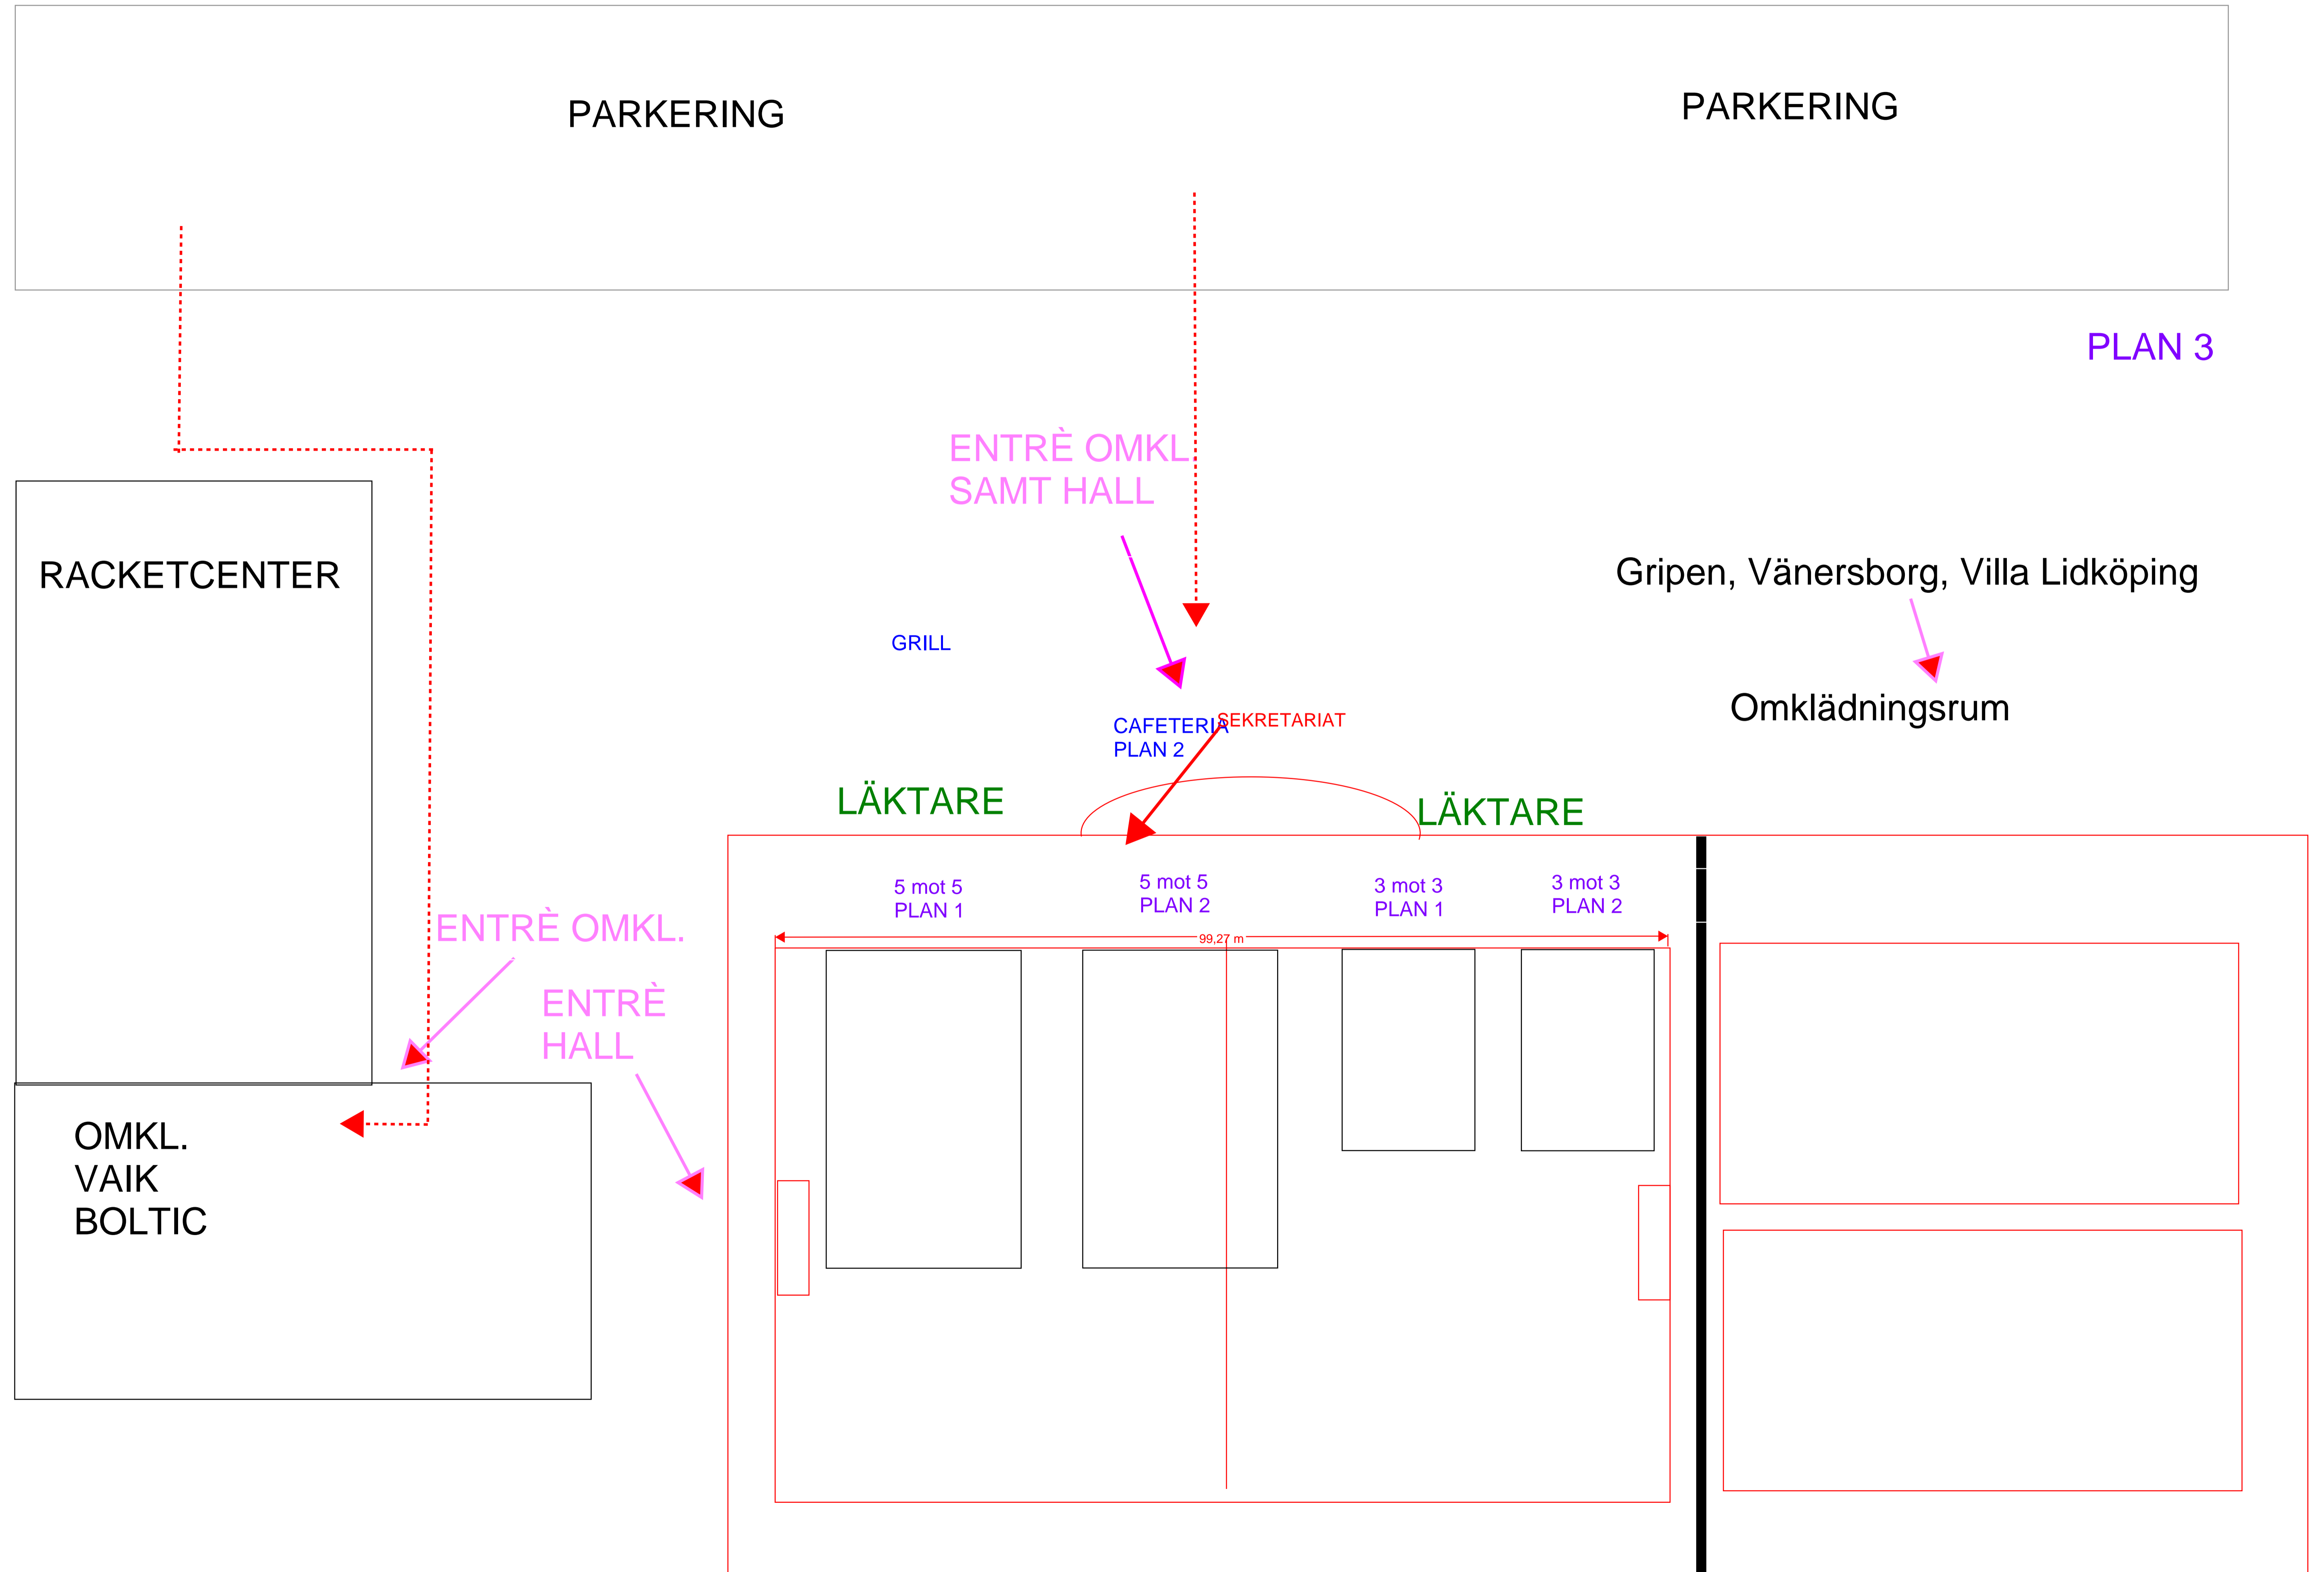 PARKERING
PARKERING
PLAN 3
ENTRÈ OMKL.
SAMT HALL
RACKETCENTER
Gripen, Vänersborg, Villa Lidköping
GRILL
Omklädningsrum
CAFETERIA
PLAN 2
SEKRETARIAT
LÄKTARE
LÄKTARE
5 mot 5
PLAN 1
5 mot 5
PLAN 2
3 mot 3
PLAN 1
3 mot 3
PLAN 2
99,27 m
ENTRÈ OMKL.
ENTRÈ
HALL
OMKL.
VAIK
BOLTIC